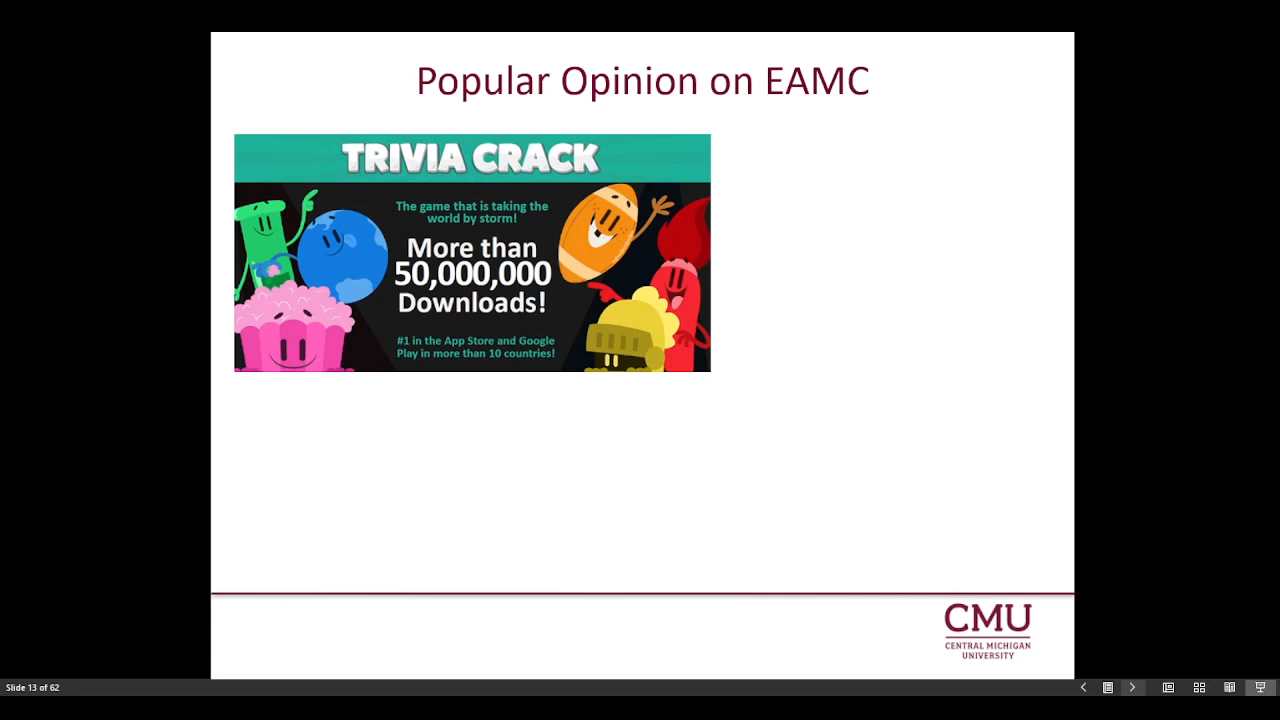 Popular Opinion on EAMC
TRIVIA CRACK
The game that is taking the
world by storm!
More than
50,000,000
Downloads!
#1 in the App Store and Google
Play in more than 10 countries!
CMU
CENTRAL MICHIGAN
UNIVERSITY
Slide 13 of 62